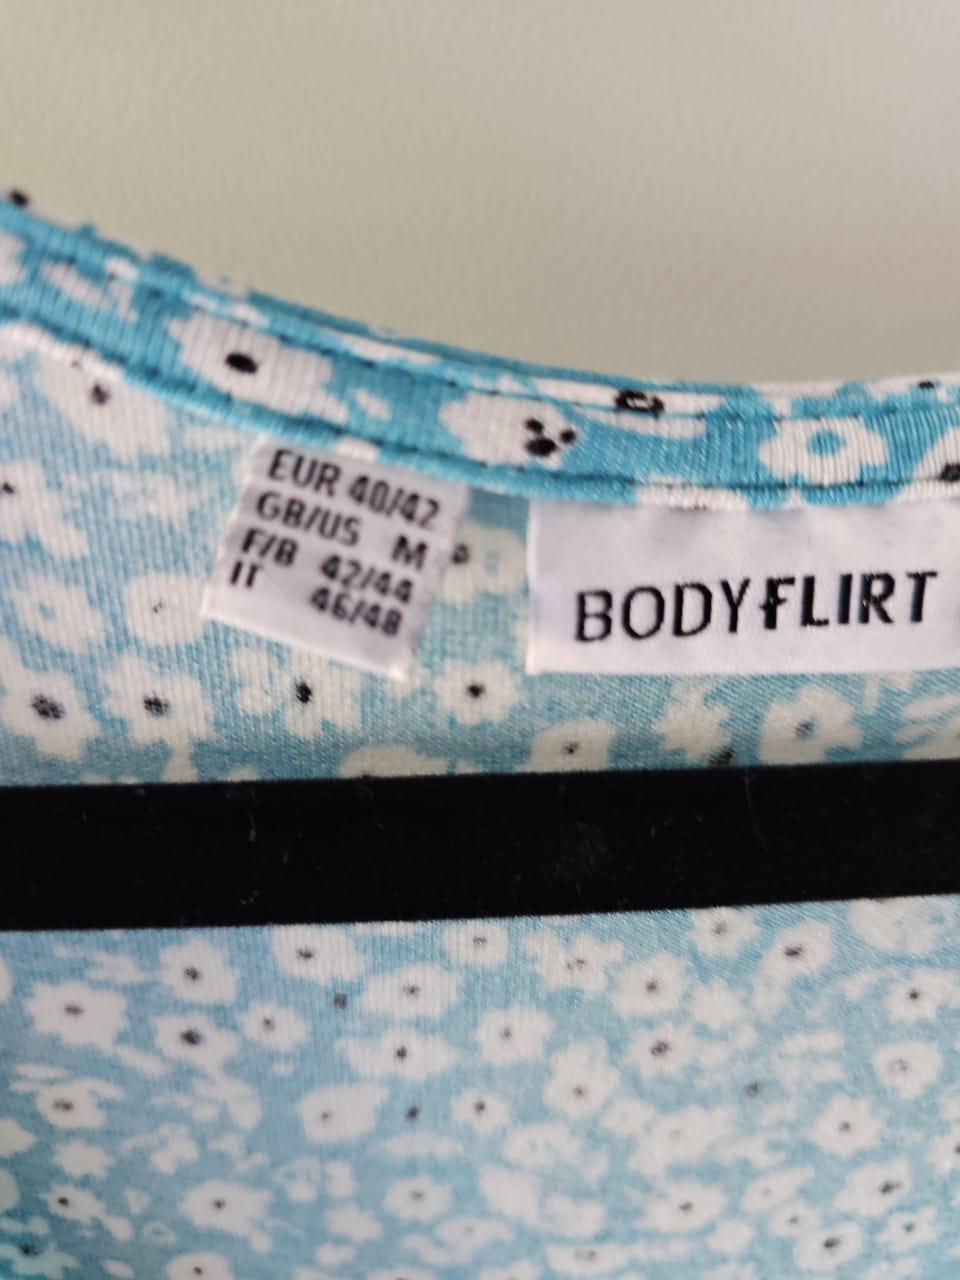 EUR 40/42
GB/US M
F/B 42/44
IT 46/48
BODYFLIRT